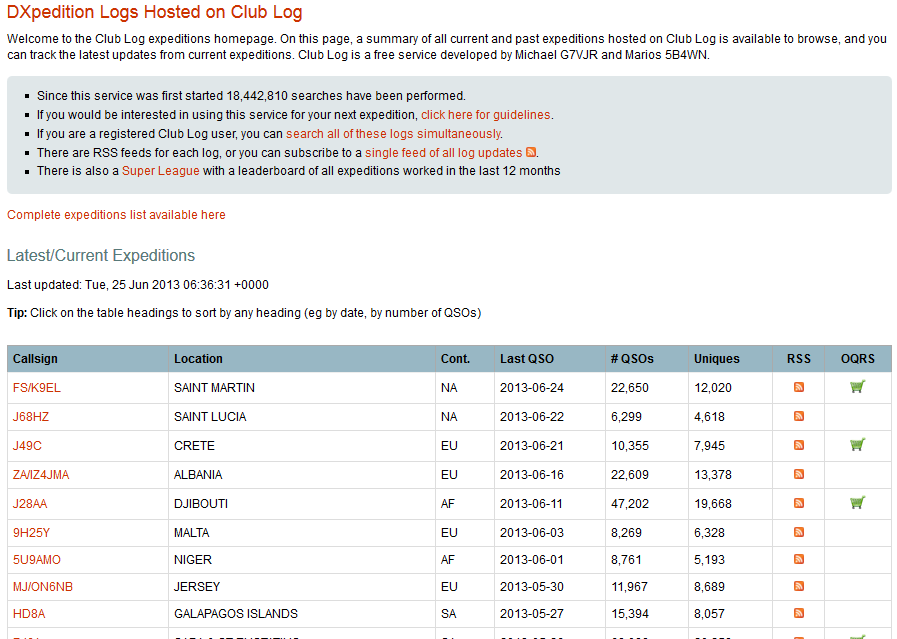 DXpedition Logs Hosted on Club Log
Welcome to the Club Log expeditions homepage. On this page, a summary of all current and past expeditions hosted on Club Log is available to browse, and you
can track the latest updates from current expeditions. Club Log is a free service developed by Michael G7VJR and Marios 5B4WN.
Since this service was first started 18,442,810 searches have been performed.
If you would be interested in using this service for your next expedition, click here for guidelines.
If you are a registered Club Log user, you can search all of these logs simultaneously.
There are RSS feeds for each log, or you can subscribe to a single feed of all log updates.
There is also a Super League with a leaderboard of all expeditions worked in the last 12 months
Complete expeditions list available here
Latest/Current Expeditions
Last updated: Tue, 25 Jun 2013 06:36:31 +0000
Tip: Click on the table headings to sort by any heading (eg by date, by number of QSOs)
Callsign Location Cont. Last QSO # QSOs Uniques RSS OQRS
FS/K9EL SAINT MARTIN NA 2013-06-24 22,650 12,020
J68HZ SAINT LUCIA NA 2013-06-22 6,299 4,618
J49C CRETE EU 2013-06-21 10,355 7,945
ZA/IZ4JMA ALBANIA EU 2013-06-16 22,609 13,378
J28AA DJIBOUTI AF 2013-06-11 47,202 19,668
9H25Y MALTA EU 2013-06-03 8,269 6,328
5U9AMO NIGER AF 2013-06-01 8,761 5,193
MJ/ON6NB JERSEY EU 2013-05-30 11,967 8,689
HD8A GALAPAGOS ISLANDS SA 2013-05-27 15,394 8,057